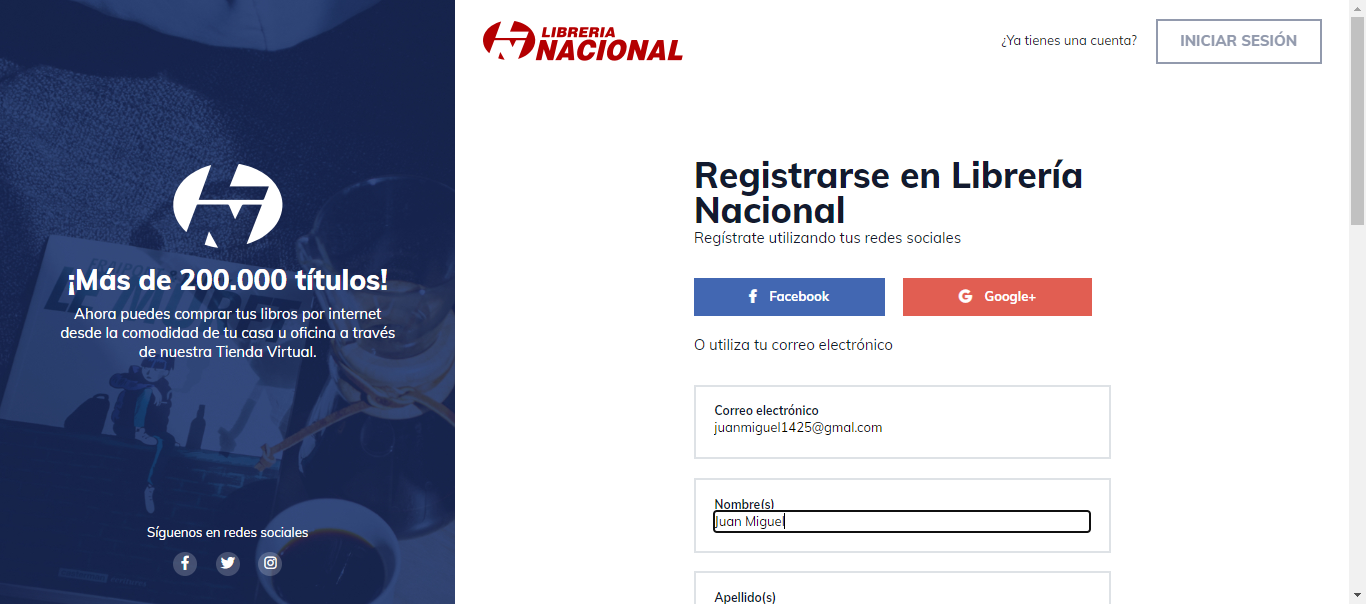 LIBRERIA
NACIONAL
¿Ya tienes una cuenta?
INICIAR SESIÓN
¡Más de 200.000 títulos!
Ahora puedes comprar tus libros por internet
desde la comodidad de tu casa u oficina a través
de nuestra Tienda Virtual.
Síguenos en redes sociales
Registrarse en Librería
Nacional
Regístrate utilizando tus redes sociales
Facebook
Google+
O utiliza tu correo electrónico
Correo electrónico
juanmiguel1425@gmal.com
Nombre(s)
Juan Miguel
Apellido(s)